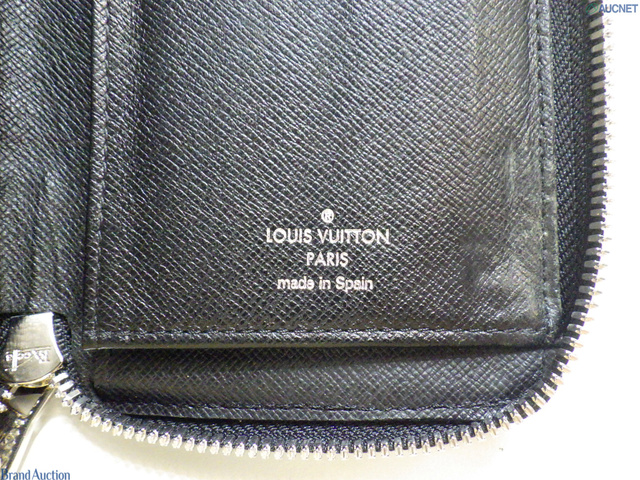 AUCNET
®
LOUIS VUITTON
PARIS
made in Spain
Brand Auction